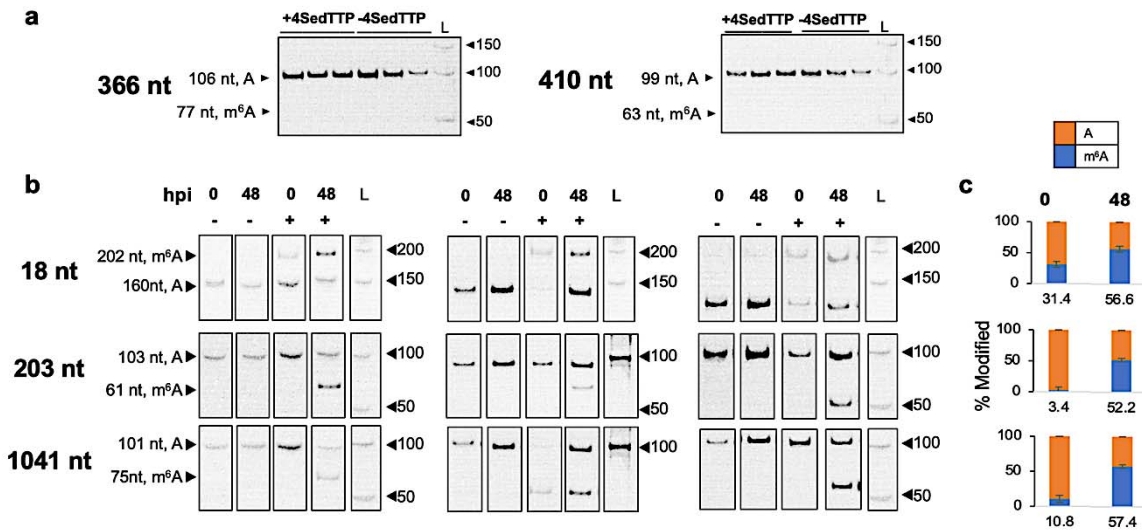 a
+4SedTTP -4SedTTP L
366 nt
106 nt, A
77 nt, m⁶A
150
100
50
+4SedTTP -4SedTTP L
410 nt
99 nt, A
63 nt, m⁶A
150
100
50
A
m⁶A
b
hpi 0 48 0 48 L
- - + +
0 48 0 48 L
- - + +
0 48 0 48 L
- - + +
18 nt
202 nt, m⁶A
160nt, A
200
150
200
150
200
150
203 nt
103 nt, A
61 nt, m⁶A
100
50
100
50
100
50
1041 nt
101 nt, A
75nt, m⁶A
100
50
100
100
50
c
0 48
% Modified
100
50
0
31.4 56.6
100
50
0
3.4 52.2
100
50
0
10.8 57.4